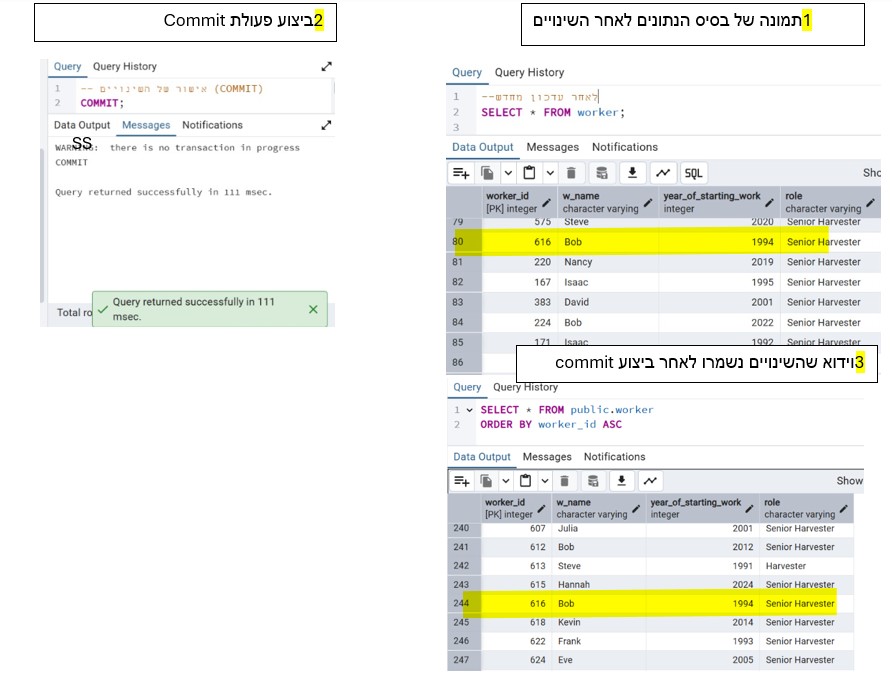 1תמונה של בסיס הנתונים לאחר השינויים
Query Query History
1 --לאחר עדכון מחדש
2 SELECT * FROM worker;
3
Data Output Messages Notifications
SQL Sho
worker_id w_name year_of_starting_work role
[PK] integer character varying integer character varying
79 575 Steve 2020 Senior Harvester
80 616 Bob 1994 Senior Harvester
81 220 Nancy 2019 Senior Harvester
82 167 Isaac 1995 Senior Harvester
83 383 David 2001 Senior Harvester
84 224 Bob 2022 Senior Harvester
85 171 Isaac 1992 Senior Harvester
86
2ביצוע פעולת Commit
Query Query History
1 -- אישור של השינויים (COMMIT)
2 COMMIT;
Data Output Messages Notifications
SS
WARNING: there is no transaction in progress
COMMIT
Query returned successfully in 111 msec.
Total ro
Query returned successfully in 111
msec.
3וידוא שהשינויים נשמרו לאחר ביצוע commit
Query Query History
1 SELECT * FROM public.worker
2 ORDER BY worker_id ASC
Data Output Messages Notifications
Show
worker_id w_name year_of_starting_work role
[PK] integer character varying integer character varying
240 607 Julia 2001 Senior Harvester
241 612 Bob 2012 Senior Harvester
242 613 Steve 1991 Harvester
243 615 Hannah 2024 Senior Harvester
244 616 Bob 1994 Senior Harvester
245 618 Kevin 2014 Senior Harvester
246 622 Frank 1993 Senior Harvester
247 624 Eve 2005 Senior Harvester